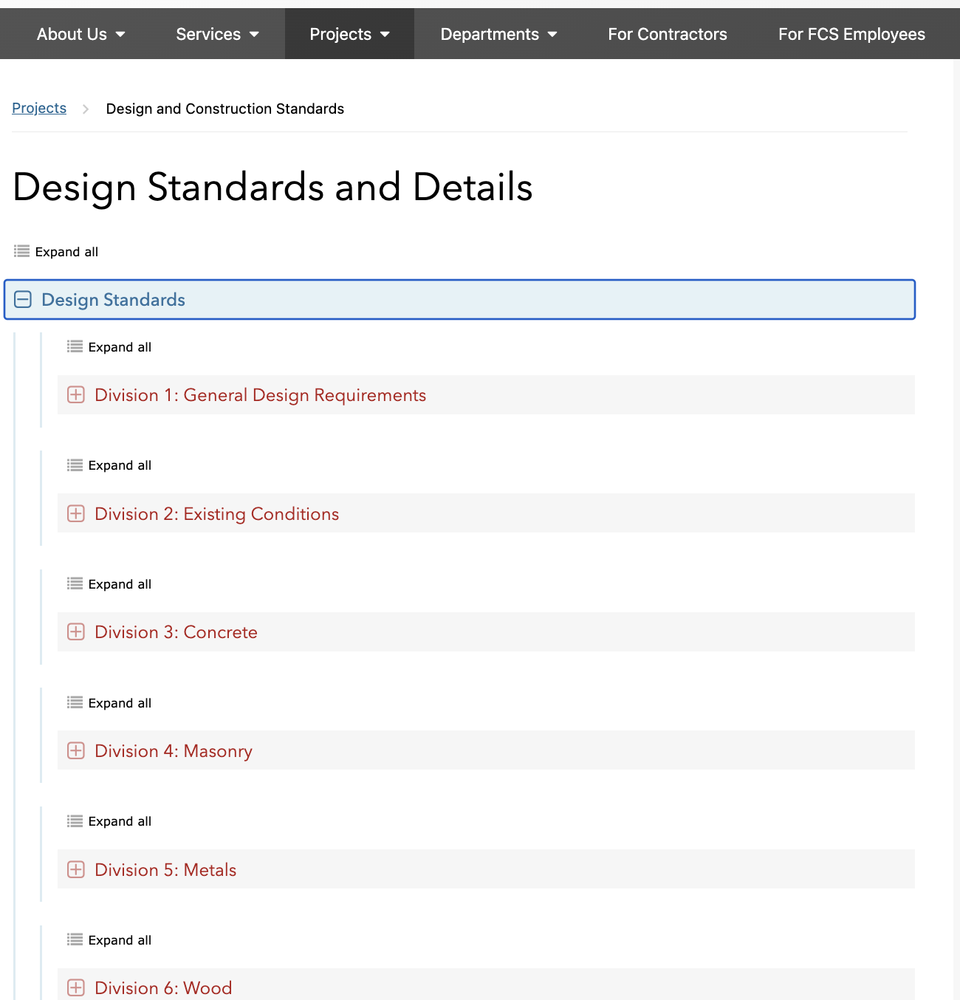 About Us Services Projects Departments For Contractors For FCS Employees
Projects Design and Construction Standards
Design Standards and Details
Expand all
Design Standards
Expand all
Division 1: General Design Requirements
Expand all
Division 2: Existing Conditions
Expand all
Division 3: Concrete
Expand all
Division 4: Masonry
Expand all
Division 5: Metals
Expand all
Division 6: Wood